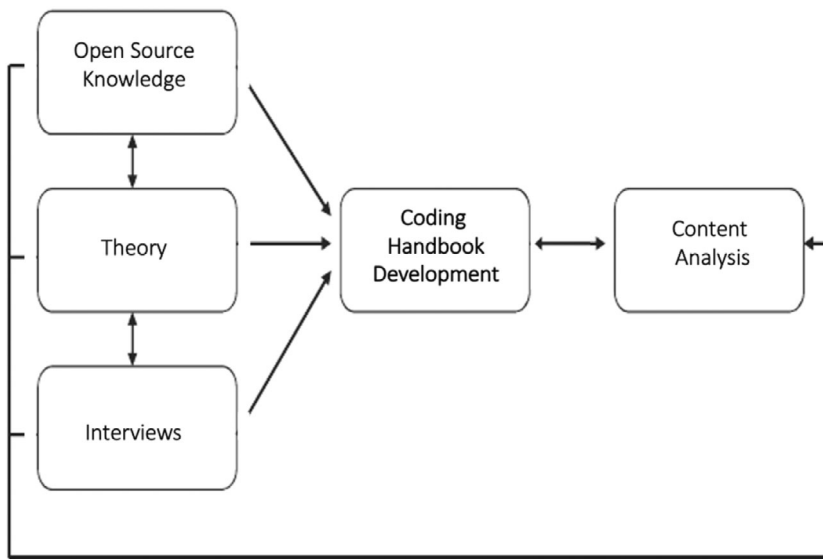 Open Source
Knowledge
Theory
Interviews
Coding
Handbook
Development
Content
Analysis